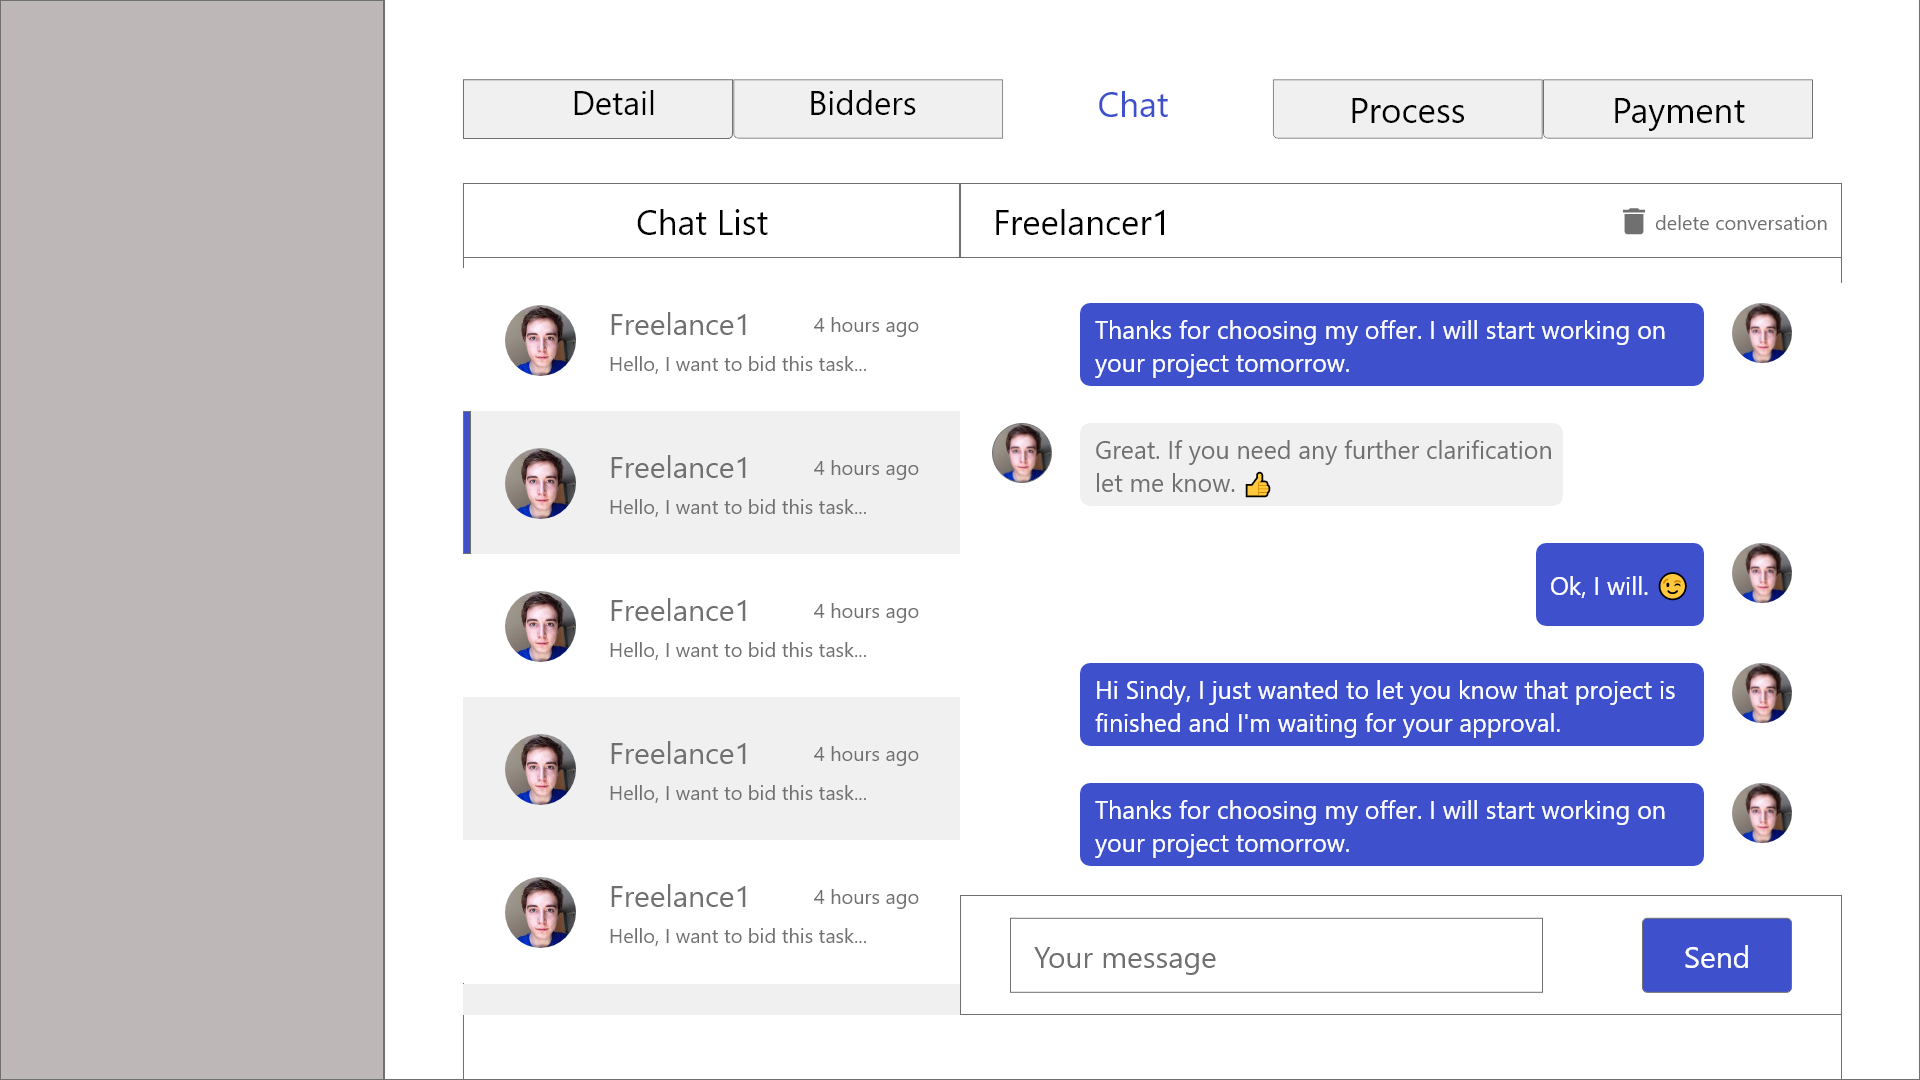 Detail
Bidders
Chat
Process
Payment
Chat List
Freelance1
4 hours ago
Hello, I want to bid this task...
Freelance1
4 hours ago
Hello, I want to bid this task...
Freelance1
4 hours ago
Hello, I want to bid this task...
Freelance1
4 hours ago
Hello, I want to bid this task...
Freelance1
4 hours ago
Hello, I want to bid this task...
Freelancer1
delete conversation
Thanks for choosing my offer. I will start working on
your project tomorrow.
Great. If you need any further clarification
let me know. 👍
Ok, I will. 😉
Hi Sindy, I just wanted to let you know that project is
finished and I'm waiting for your approval.
Thanks for choosing my offer. I will start working on
your project tomorrow.
Your message
Send